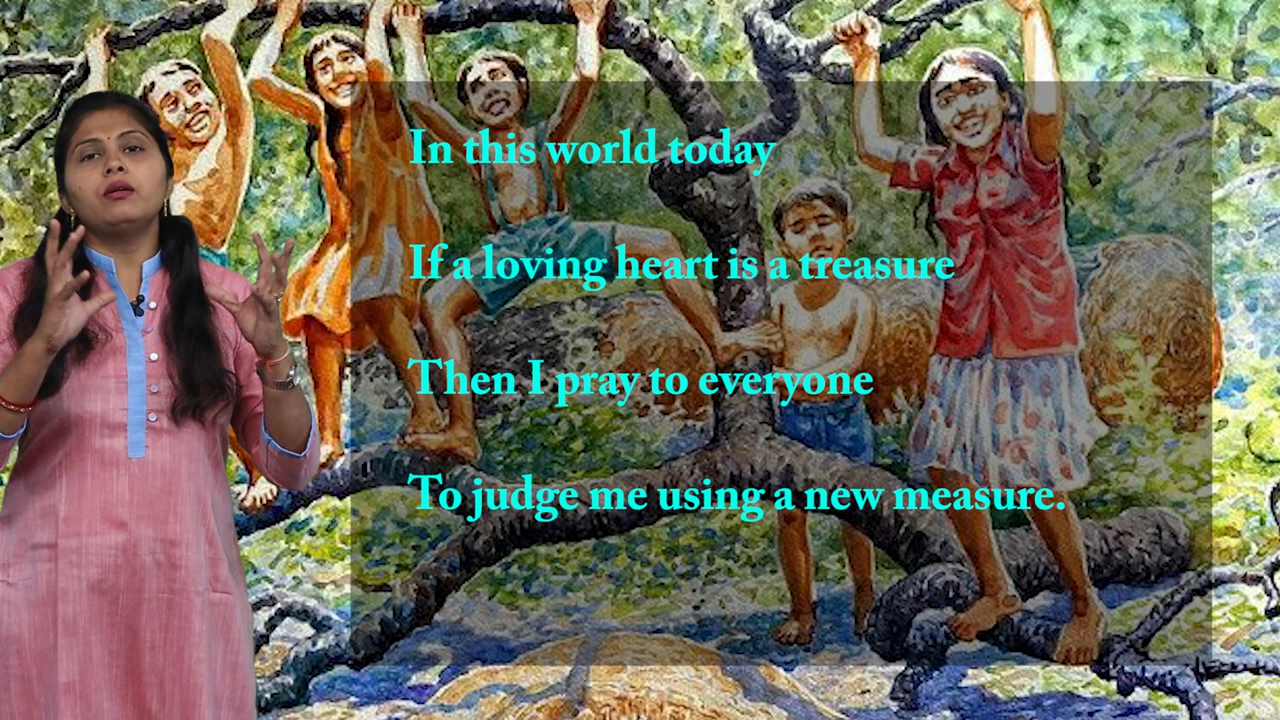 In this world today
If a loving heart is a treasure
Then I pray to everyone
To judge me using a new measure.